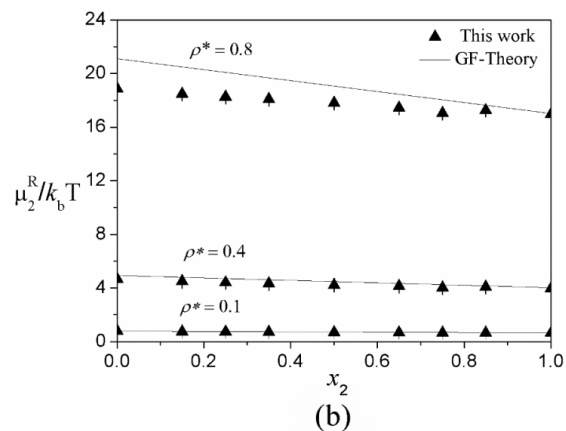 24
20
16
12
8
4
0
μ₂ᴿ/k_bT
ρ* = 0.8
▲ This work
— GF-Theory
ρ* = 0.4
ρ* = 0.1
0.0 0.2 0.4 0.6 0.8 1.0
x₂
(b)